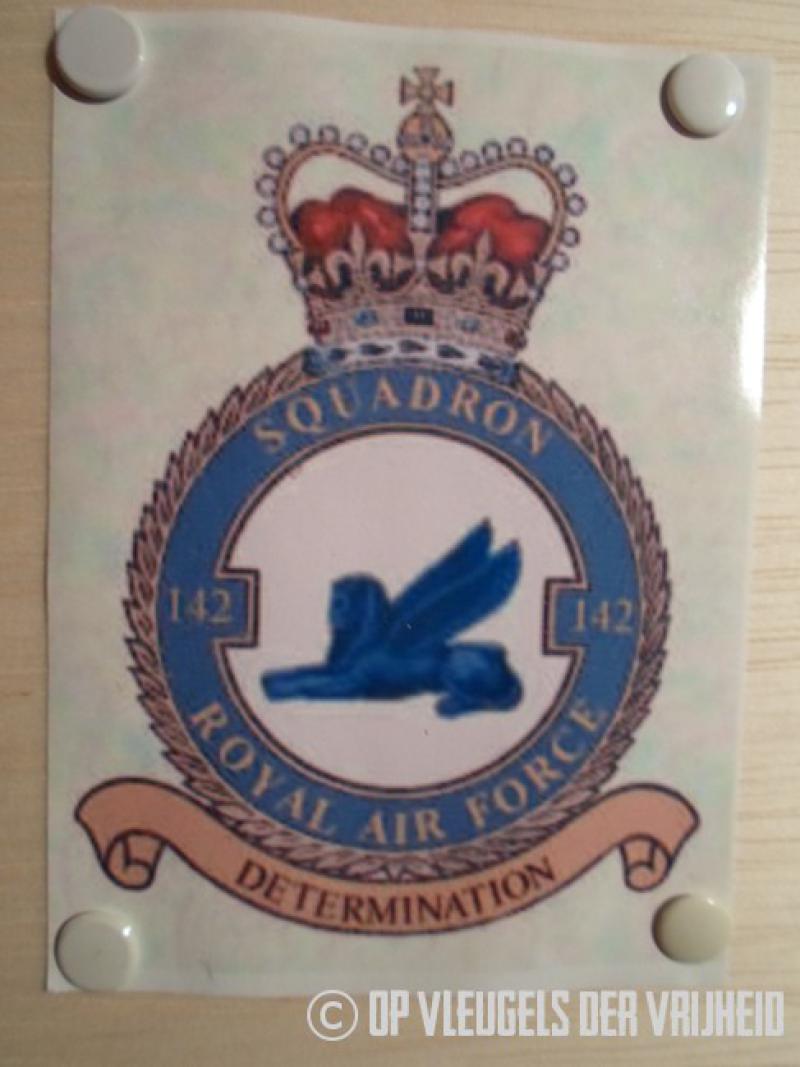 SQUADRON
142 142
ROYAL AIR FORCE
DETERMINATION
© OP VLEUGELS DER VRIJHEID